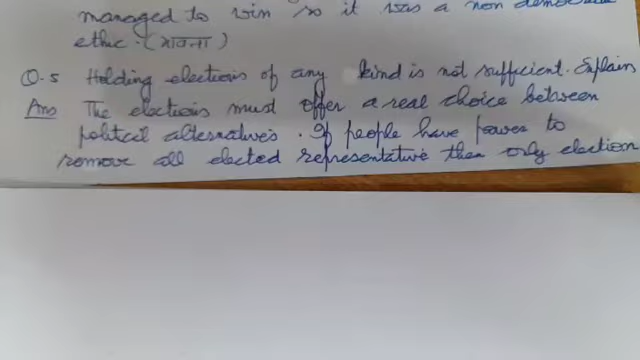 managed to win so it was a non democratic
ethic. (भावना)
Q.5 Holding elections of any kind is not sufficient. Explain
Ans The elections must offer a real choice between
political alternatives. If people have power to
remove all elected representative then only election